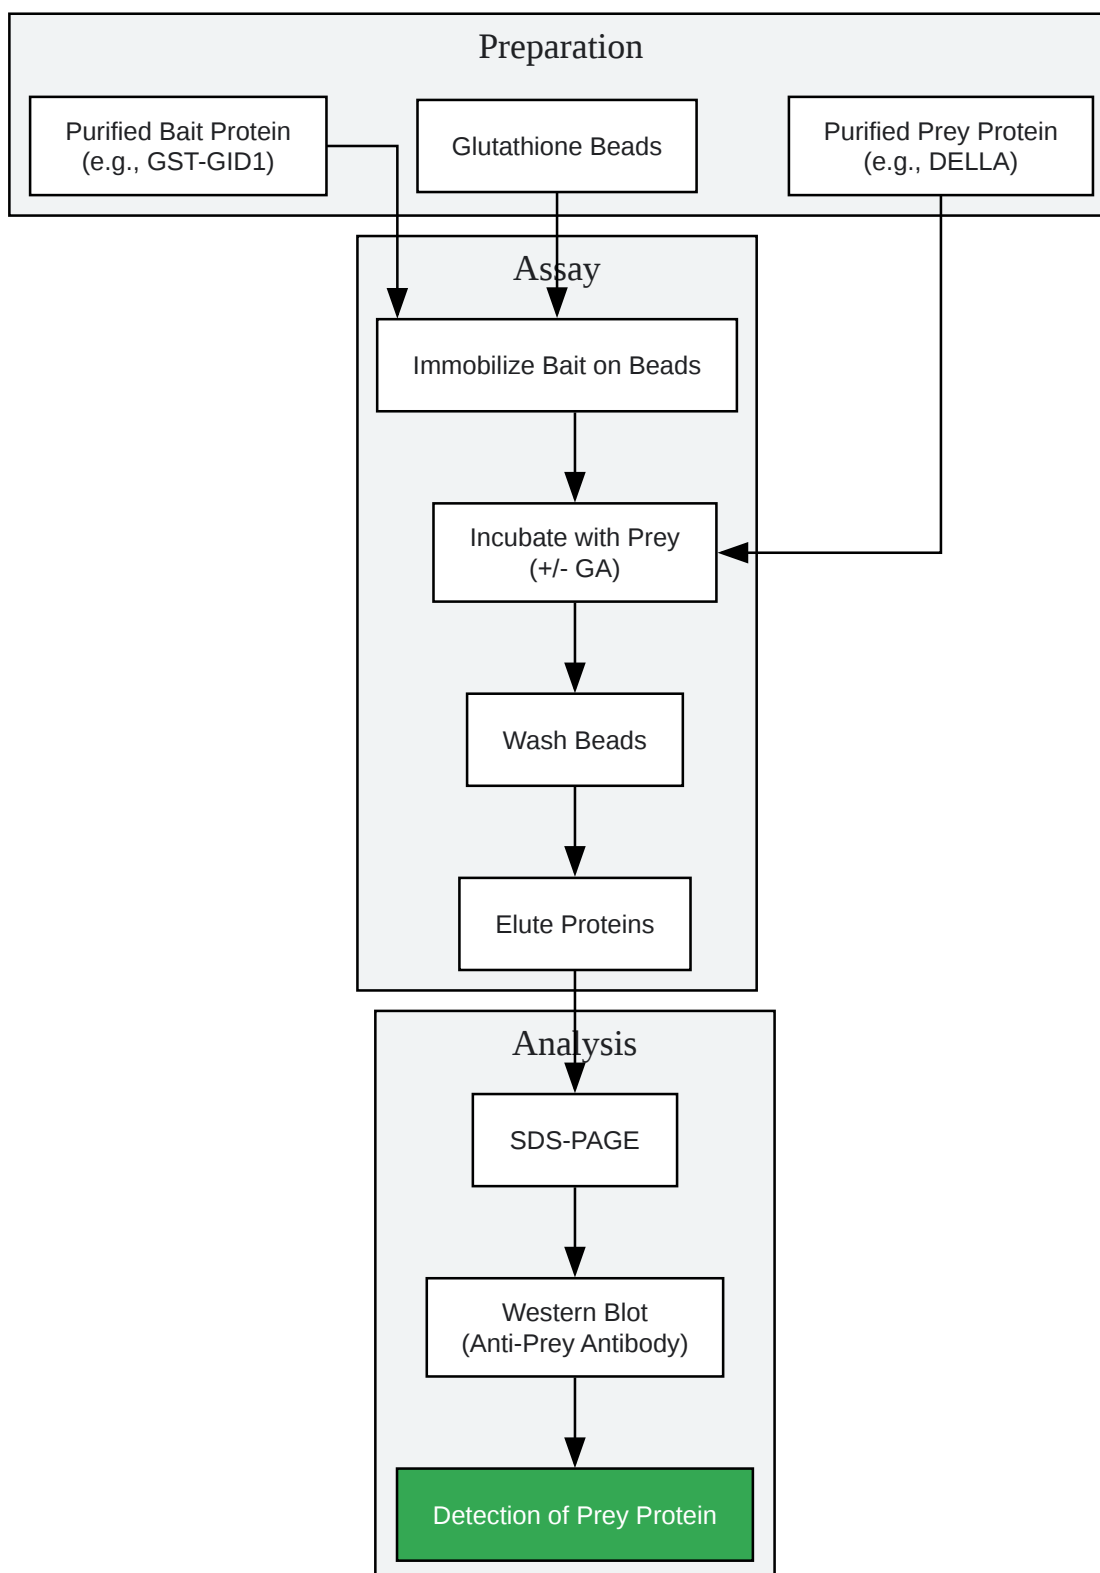 Preparation
Purified Bait Protein
(e.g., GST-GID1)
Glutathione Beads
Purified Prey Protein
(e.g., DELLA)
Assay
Immobilize Bait on Beads
Incubate with Prey
(+/- GA)
Wash Beads
Elute Proteins
Analysis
SDS-PAGE
Western Blot
(Anti-Prey Antibody)
Detection of Prey Protein